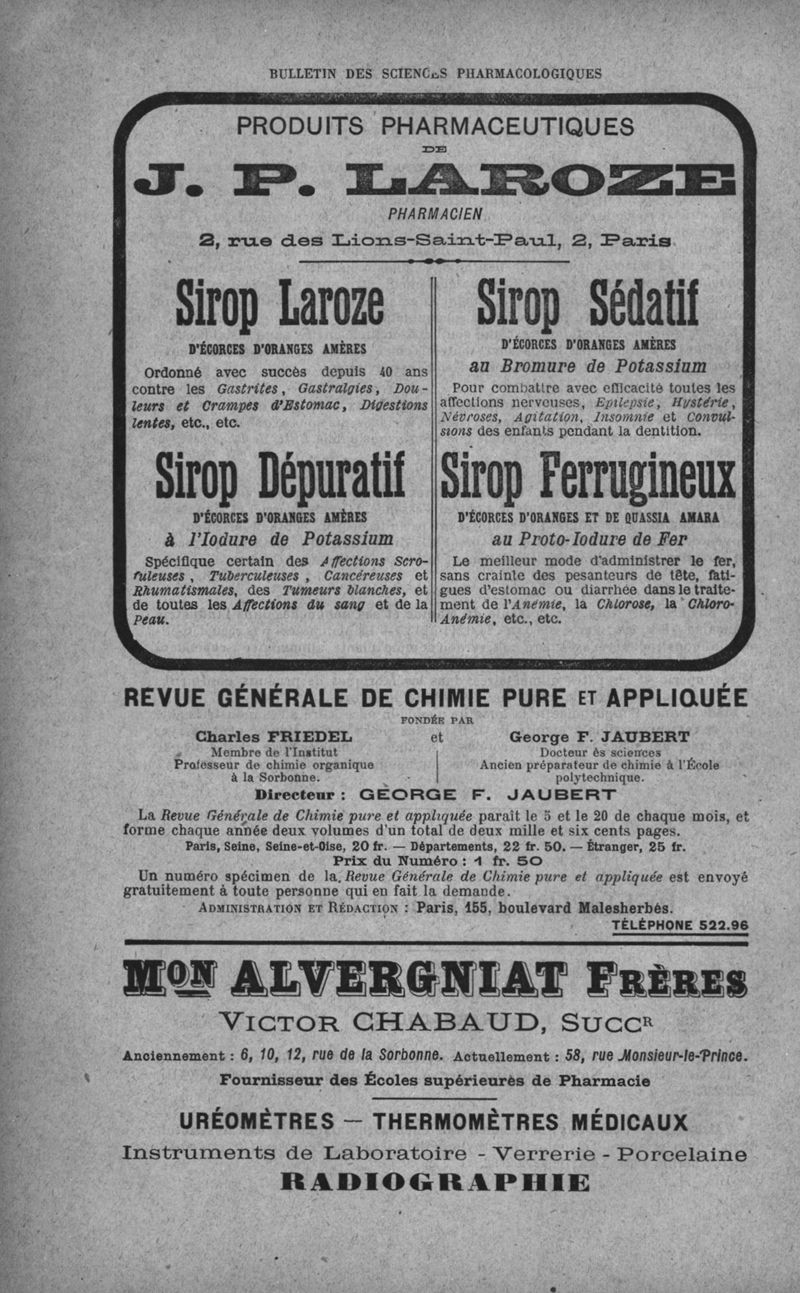 BULLETIN DES SCIENCES PHARMACOLOGIQUES
PRODUITS PHARMACEUTIQUES
DE
J. P. LAROZE
PHARMACIEN
2, rue des Lions-Saint-Paul, 2, Paris
Sirop Laroze
D'ÉCORCES D'ORANGES AMÈRES
Ordonné avec succès depuis 40 ans
contre les Gastrites, Gastralgies, Dou-
leurs et Crampes d'Estomac, Digestions
lentes, etc., etc.
Sirop Sédatif
D'ÉCORCES D'ORANGES AMÈRES
au Bromure de Potassium
Pour combattre avec efficacité toutes les
affections nerveuses, Epilepsie, Hystérie,
Névroses, Agitation, Insomnie et Convul-
sions des enfants pendant la dentition.
Sirop Dépuratif
D'ÉCORCES D'ORANGES AMÈRES
à l'Iodure de Potassium
Spécifique certain des Affections Scro-
fuleuses, Tuberculeuses, Cancéreuses et
Rhumatismales, des Tumeurs blanches, et
de toutes les Affections du sang et de la
Peau.
Sirop Ferrugineux
D'ÉCORCES D'ORANGES ET DE QUASSIA AMARA
au Proto-Iodure de Fer
Le meilleur mode d'administrer le fer,
sans crainte des pesanteurs de tête, fati-
gues d'estomac ou diarrhée dans le traite-
ment de l'Anémie, la Chlorose, la Chloro-
Anémie, etc., etc.
REVUE GÉNÉRALE DE CHIMIE PURE ET APPLIQUÉE
FONDÉE PAR
Charles FRIEDEL et George F. JAUBERT
Membre de l'Institut
Professeur de chimie organique
à la Sorbonne.
Docteur ès sciences
Ancien préparateur de chimie à l'École
polytechnique.
Directeur : GEORGE F. JAUBERT
La Revue Générale de Chimie pure et appliquée paraît le 5 et le 20 de chaque mois, et
forme chaque année deux volumes d'un total de deux mille et six cents pages.
Paris, Seine, Seine-et-Oise, 20 fr. — Départements, 22 fr. 50. — Étranger, 25 fr.
Prix du Numéro : 1 fr. 50
Un numéro spécimen de la Revue Générale de Chimie pure et appliquée est envoyé
gratuitement à toute personne qui en fait la demande.
ADMINISTRATION ET RÉDACTION : Paris, 155, boulevard Malesherbes.
TÉLÉPHONE 522.96
MON ALVERGNIAT FRÈRES
VICTOR CHABAUD, SUCCR
Anciennement : 6, 10, 12, rue de la Sorbonne. Actuellement : 58, rue Monsieur-le-Prince.
Fournisseur des Écoles supérieurès de Pharmacie
URÉOMÈTRES — THERMOMÈTRES MÉDICAUX
Instruments de Laboratoire - Verrerie - Porcelaine
RADIOGRAPHIE